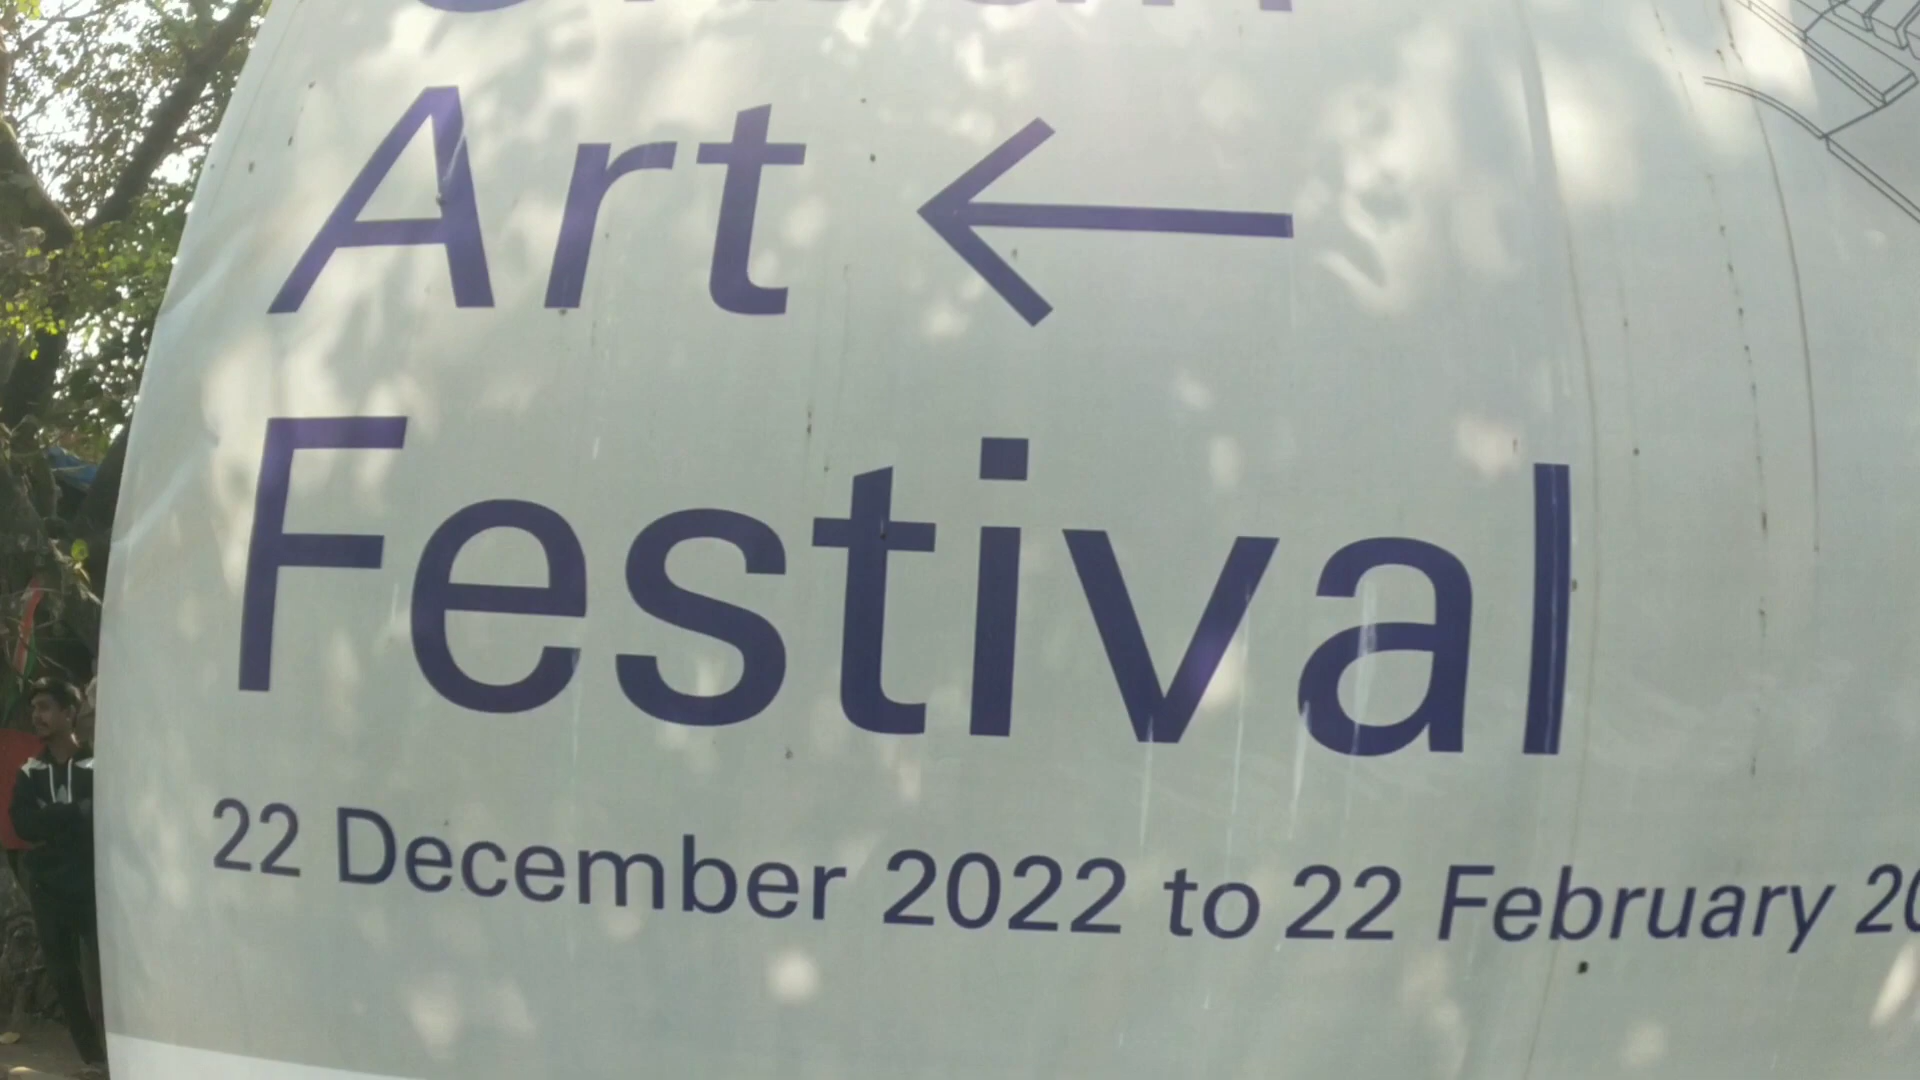 Art ←
Festival
22 December 2022 to 22 February